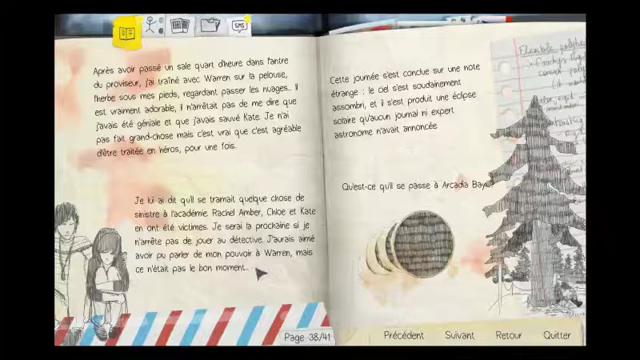 SMS
Après avoir passé un sale quart d'heure dans l'antre
du proviseur, j'ai traîné avec Warren sur la pelouse,
l'herbe sous mes pieds, regardant passer les nuages... Il
est vraiment adorable, il n'arrêtait pas de me dire que
j'avais été géniale et que j'avais sauvé Kate. Je n'ai
pas fait grand-chose mais c'est vrai que c'est agréable
d'être traitée en héros, pour une fois.
Je lui ai dit qu'il se tramait quelque chose de
sinistre à l'académie. Rachel Amber, Chloe et Kate
en ont été victimes. Je serai la prochaine si je
n'arrête pas de jouer au détective. J'aurais aimé
avoir pu parler de mon pouvoir à Warren, mais
ce n'était pas le bon moment...
Cette journée s'est conclue sur une note
étrange : le ciel s'est soudainement
assombri, et il s'est produit une éclipse
solaire qu'aucun journal ni expert
astronome n'avait annoncée
Qu'est-ce qu'il se passe à Arcadia Bay
Page 38/41
Précédent
Suivant
Retour
Quitter